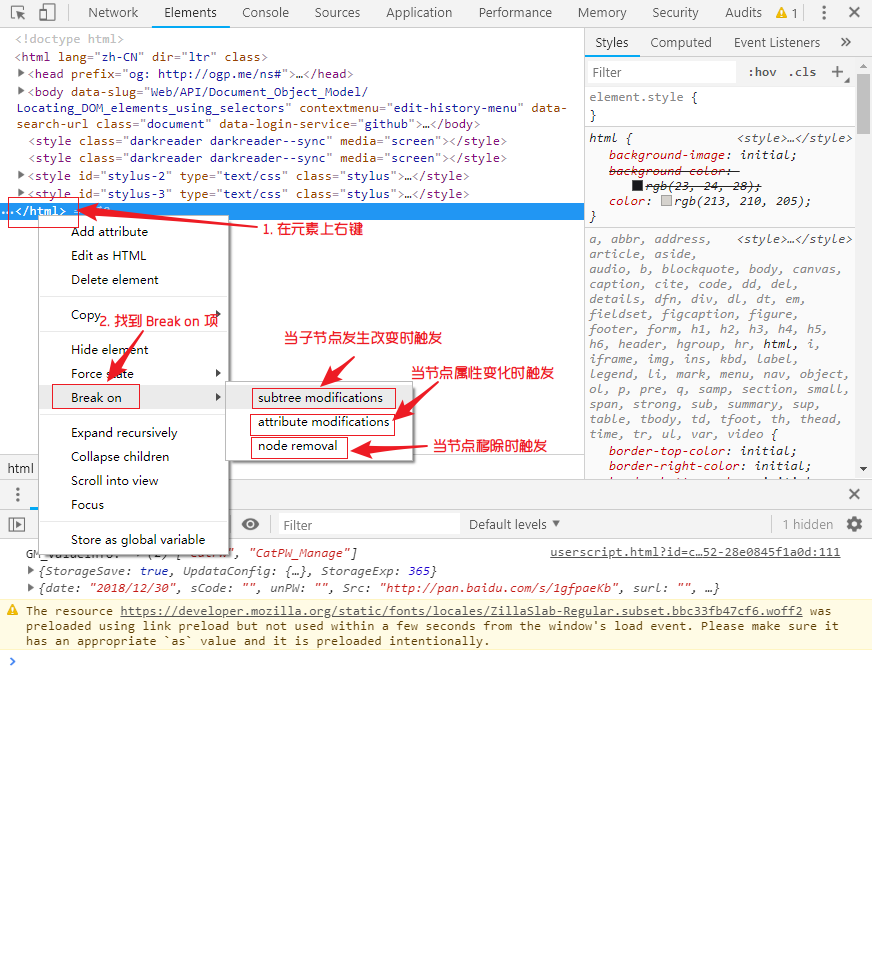 Network Elements Console Sources Application Performance Memory Security Audits 1
<!doctype html>
<html lang="zh-CN" dir="ltr" class>
<head prefix="og: http://ogp.me/ns#">…</head>
<body data-slug="Web/API/Document_Object_Model/
Locating_DOM_elements_using_selectors" contextmenu="edit-history-menu" data-
search-url class="document" data-login-service="github">…</body>
<style class="darkreader darkreader--sync" media="screen"></style>
<style class="darkreader darkreader--sync" media="screen"></style>
<style id="stylus-2" type="text/css" class="stylus">…</style>
<style id="stylus-3" type="text/css" class="stylus">…</style>
…</html>
1. 在元素上右键
Add attribute
Edit as HTML
Delete element
Copy
2. 找到 Break on 项
Hide element
Force state
Break on
Expand recursively
Collapse children
Scroll into view
Focus
Store as global variable
当子节点发生改变时触发
当节点属性变化时触发
subtree modifications
attribute modifications
node removal
当节点移除时触发
html
Styles Computed Event Listeners »
Filter :hov .cls +
element.style {
}
html { <style>…</style>
background-image: initial;
background-color:
rgb(23, 24, 28);
color: rgb(213, 210, 205);
}
a, abbr, address, <style>…</style>
article, aside,
audio, b, blockquote, body, canvas,
caption, cite, code, dd, del,
details, dfn, div, dl, dt, em,
fieldset, figcaption, figure,
footer, form, h1, h2, h3, h4, h5,
h6, header, hgroup, hr, html, i,
iframe, img, ins, kbd, label,
legend, li, mark, menu, nav, object,
ol, p, pre, q, samp, section, small,
span, strong, sub, summary, sup,
table, tbody, td, tfoot, th, thead,
time, tr, ul, var, video {
border-top-color: initial;
border-right-color: initial;
Filter Default levels ▼ 1 hidden
"CatPW_Manage"] userscript.html?id=c…52-28e0845f1a0d:111
{StorageSave: true, UpdataConfig: {…}, StorageExp: 365}
{date: "2018/12/30", sCode: "", unPW: "", Src: "http://pan.baidu.com/s/1gfpaeKb", surl: "", …}
The resource https://developer.mozilla.org/static/fonts/locales/ZillaSlab-Regular.subset.bbc33fb47cf6.woff2 was
preloaded using link preload but not used within a few seconds from the window's load event. Please make sure it
has an appropriate `as` value and it is preloaded intentionally.